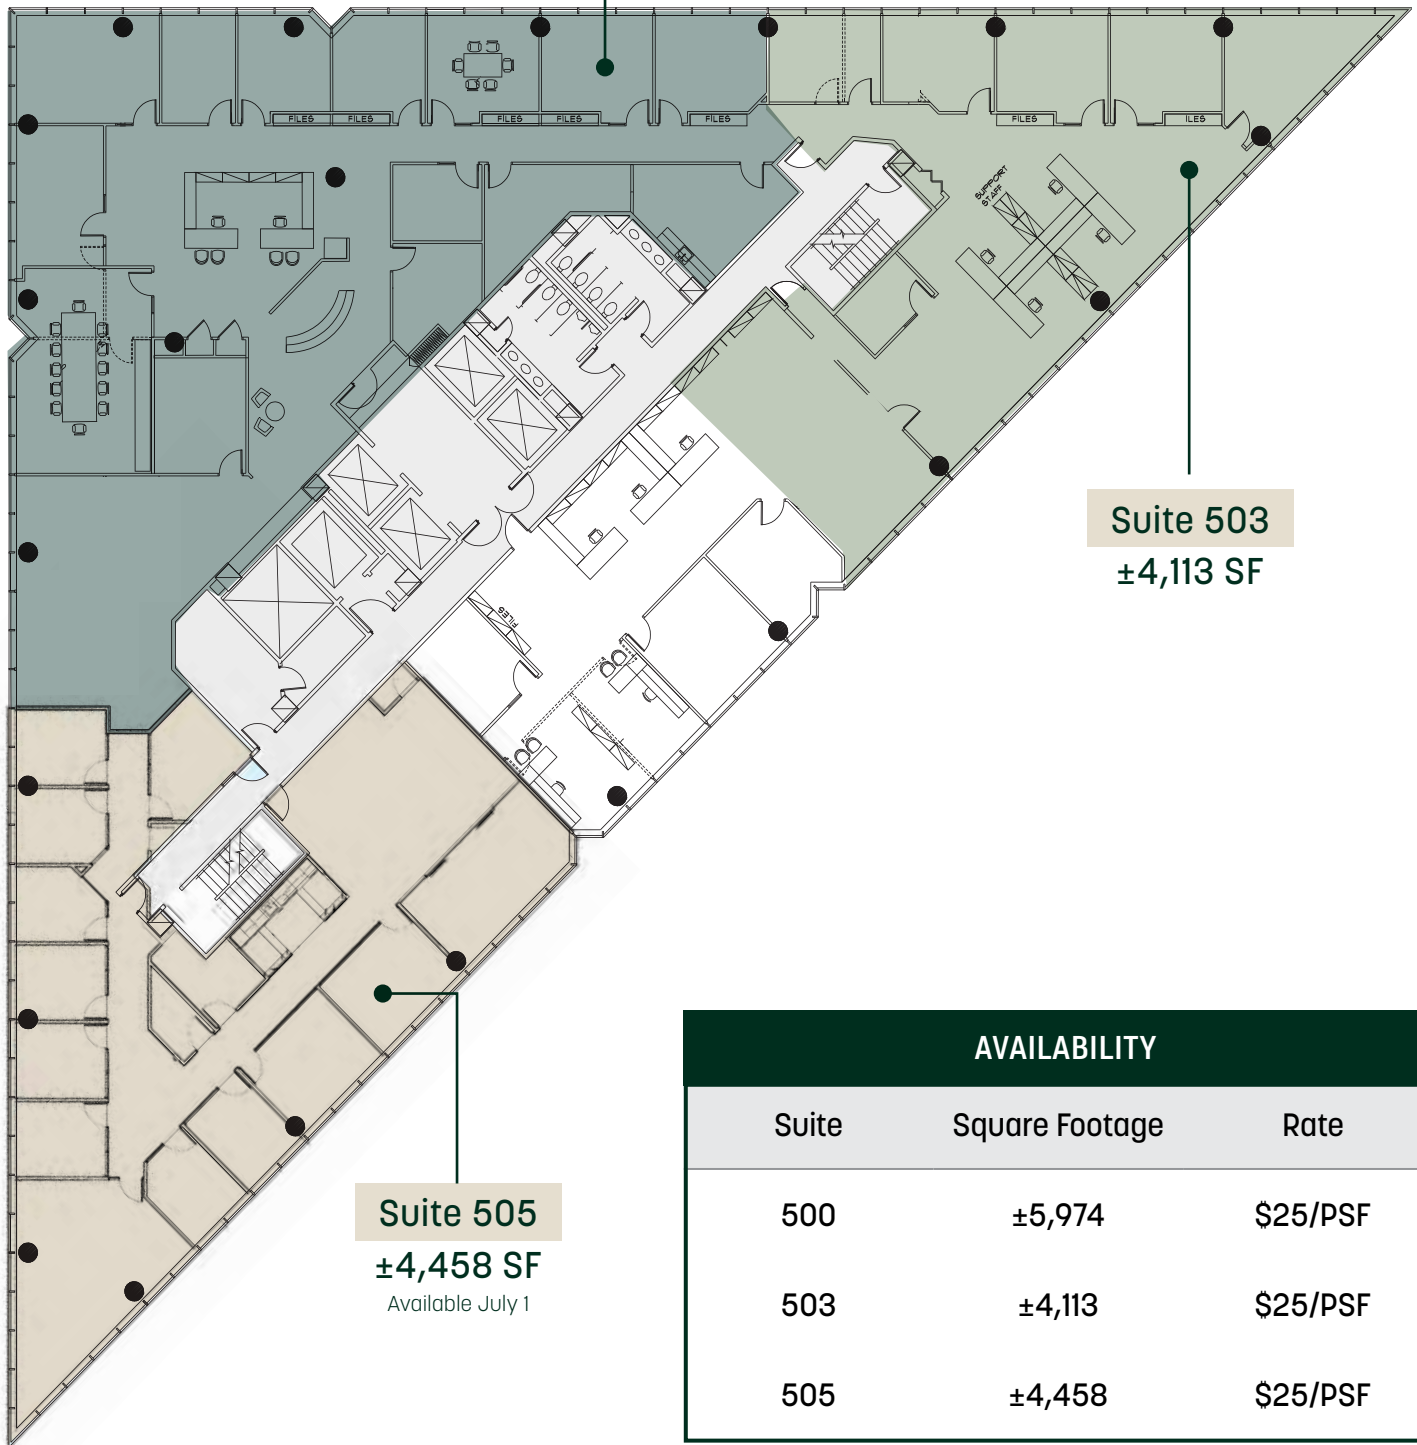 FILES FILES FILES FILES FILES FILES ILES
SUPPORT
STAFF
Suite 503
±4,113 SF
FILES
Suite 505
±4,458 SF
Available July 1
AVAILABILITY
Suite Square Footage Rate
500 ±5,974 $25/PSF
503 ±4,113 $25/PSF
505 ±4,458 $25/PSF